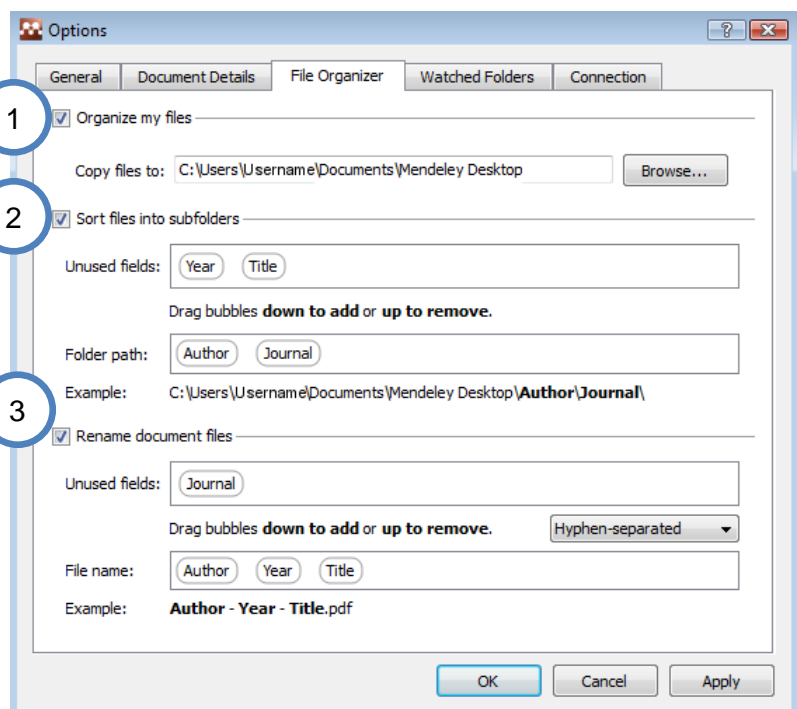 Options
General Document Details File Organizer Watched Folders Connection
1
Organize my files
Copy files to: C:\Users\Username\Documents\Mendeley Desktop Browse...
2
Sort files into subfolders
Unused fields: Year Title
Drag bubbles down to add or up to remove.
Folder path: Author Journal
Example: C:\Users\Username\Documents\Mendeley Desktop\Author\Journal\
3
Rename document files
Unused fields: Journal
Drag bubbles down to add or up to remove. Hyphen-separated
File name: Author Year Title
Example: Author - Year - Title.pdf
OK Cancel Apply